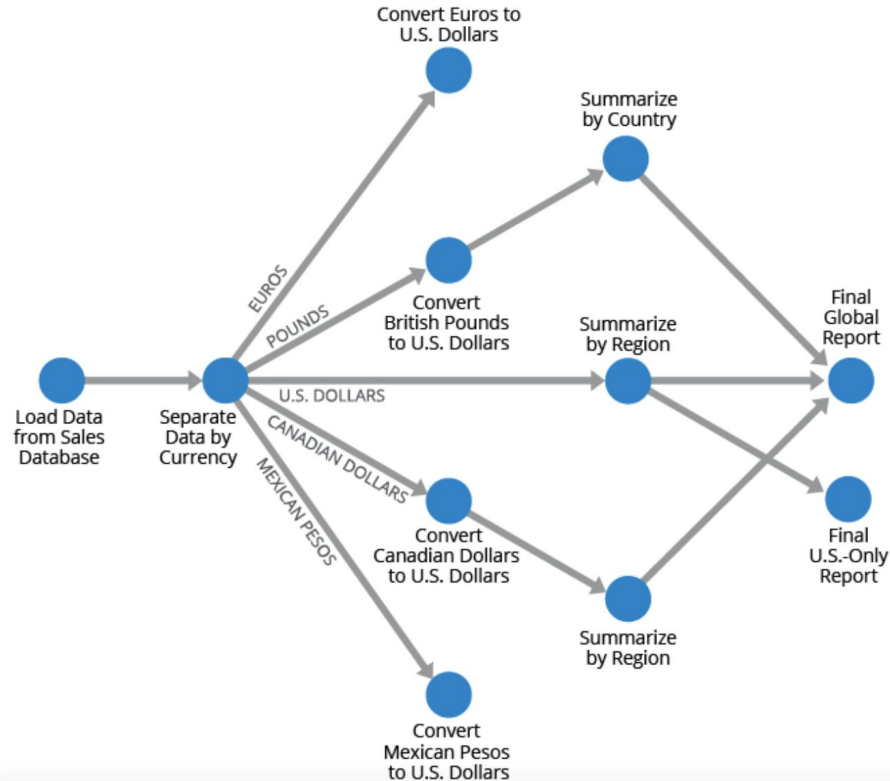 Convert Euros to
U.S. Dollars
Summarize
by Country
EUROS
POUNDS
Convert
British Pounds
to U.S. Dollars
Summarize
by Region
Final
Global
Report
Load Data
from Sales
Database
Separate
Data by
Currency
U.S. DOLLARS
CANADIAN DOLLARS
MEXICAN PESOS
Convert
Canadian Dollars
to U.S. Dollars
Final
U.S.-Only
Report
Summarize
by Region
Convert
Mexican Pesos
to U.S. Dollars